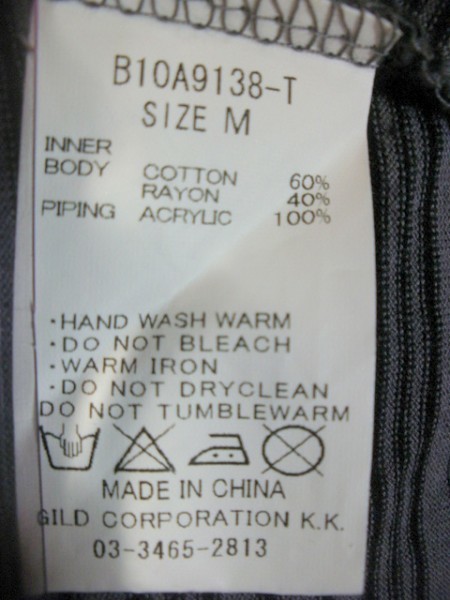 B10A9138-T
SIZE M
INNER
BODY COTTON 60%
RAYON 40%
PIPING ACRYLIC 100%
・HAND WASH WARM
・DO NOT BLEACH
・WARM IRON
・DO NOT DRYCLEAN
DO NOT TUMBLEWARM
MADE IN CHINA
GILD CORPORATION K.K.
03-3465-2813